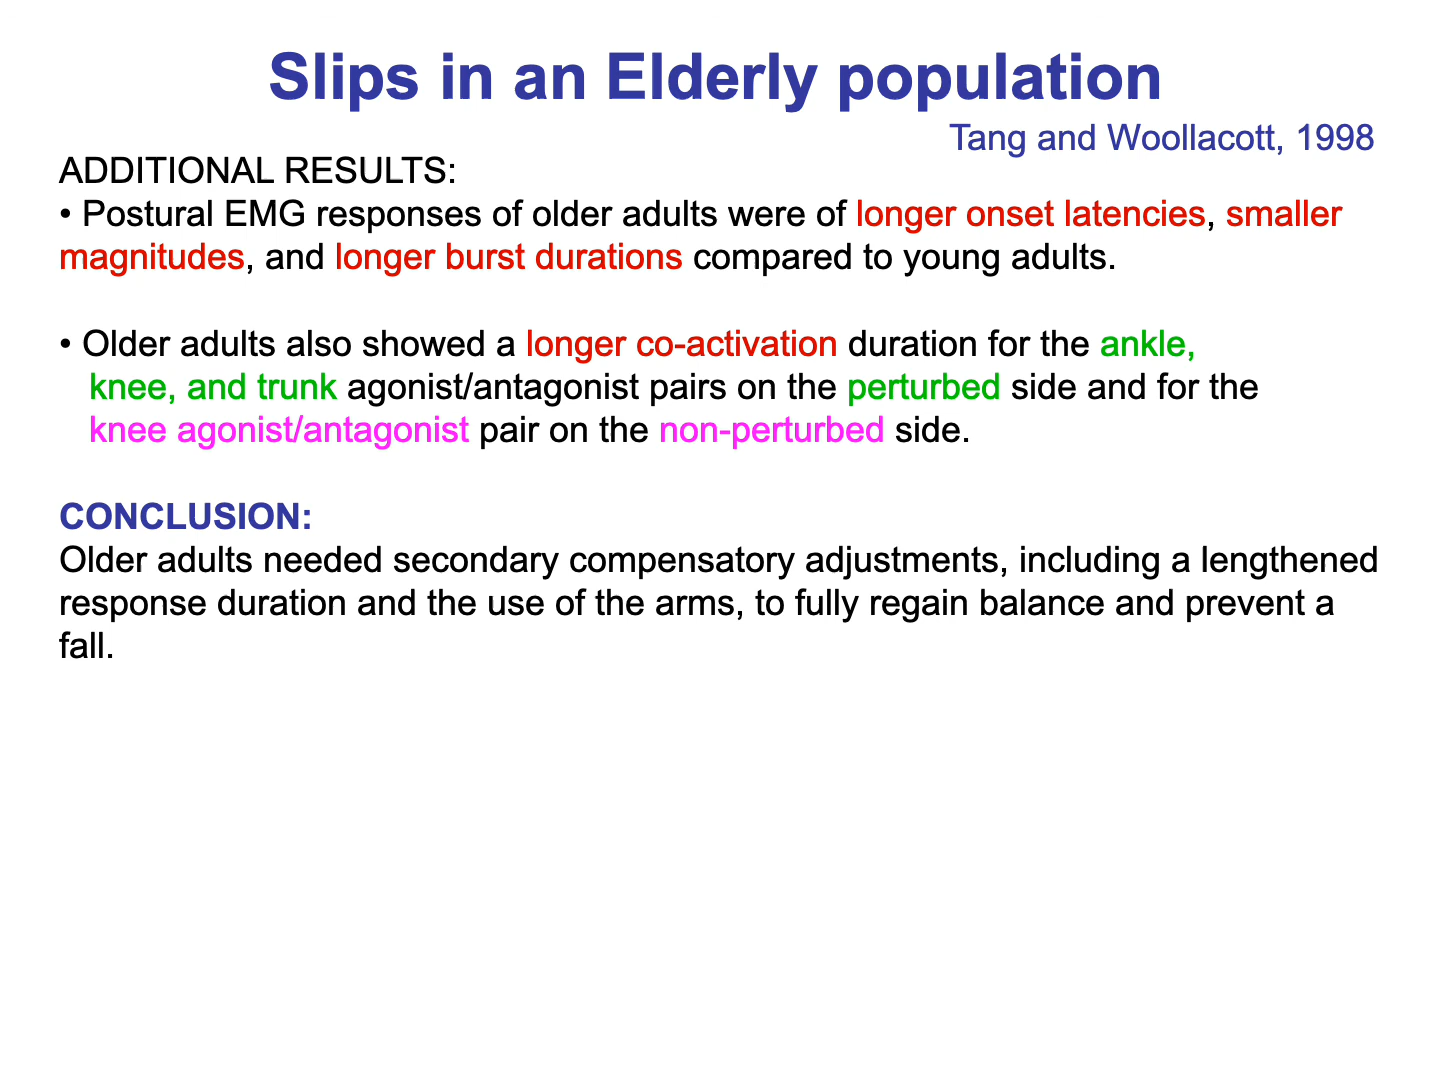 Slips in an Elderly population
Tang and Woollacott, 1998
ADDITIONAL RESULTS:
• Postural EMG responses of older adults were of longer onset latencies, smaller
magnitudes, and longer burst durations compared to young adults.
• Older adults also showed a longer co-activation duration for the ankle,
knee, and trunk agonist/antagonist pairs on the perturbed side and for the
knee agonist/antagonist pair on the non-perturbed side.
CONCLUSION:
Older adults needed secondary compensatory adjustments, including a lengthened
response duration and the use of the arms, to fully regain balance and prevent a
fall.